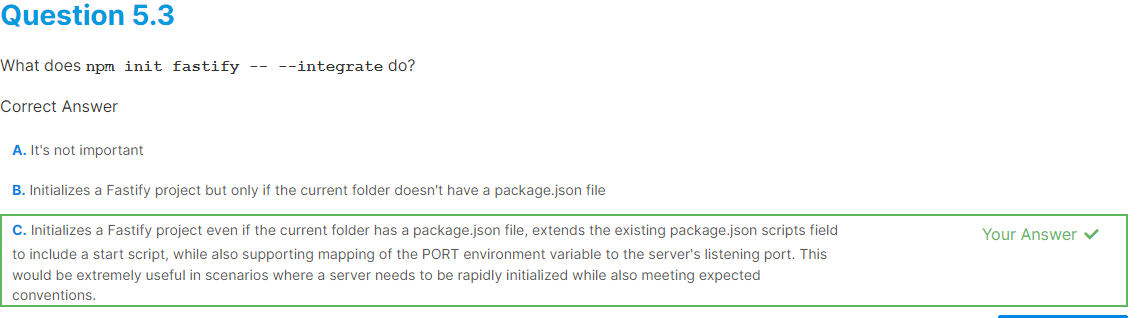 Question 5.3
What does npm init fastify -- --integrate do?
Correct Answer
A. It's not important
B. Initializes a Fastify project but only if the current folder doesn't have a package.json file
C. Initializes a Fastify project even if the current folder has a package.json file, extends the existing package.json scripts field
Your Answer
to include a start script, while also supporting mapping of the PORT environment variable to the server's listening port. This
would be extremely useful in scenarios where a server needs to be rapidly initialized while also meeting expected
conventions.